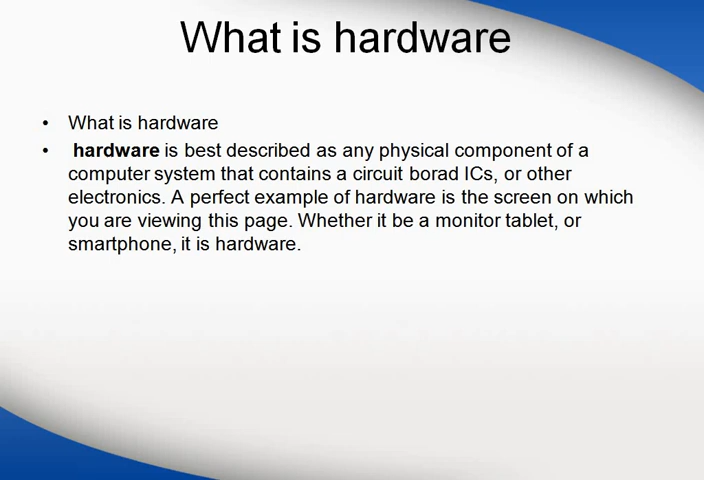 What is hardware
• What is hardware
• hardware is best described as any physical component of a
computer system that contains a circuit borad ICs, or other
electronics. A perfect example of hardware is the screen on which
you are viewing this page. Whether it be a monitor tablet, or
smartphone, it is hardware.